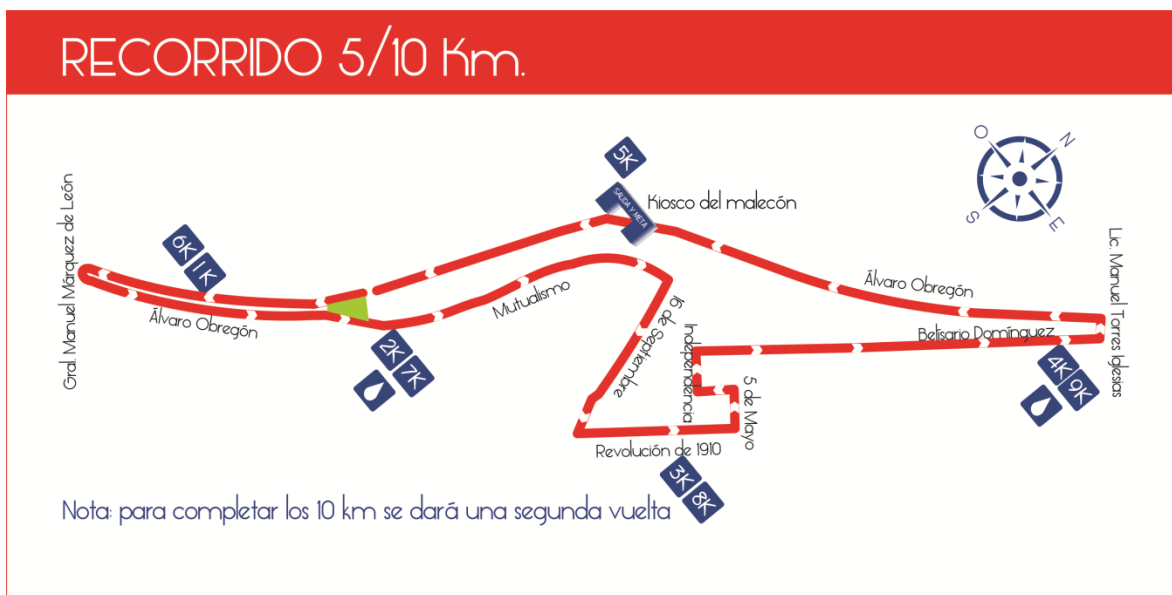 RECORRIDO 5/10 Km.
O
N
S
E
5K
SALIDA Y META
Kiosco del malecón
Gral. Manuel Márquez de León
6K
1K
Álvaro Obregón
Mutualismo
2K
7K
16 de Septiembre
Independencia
5 de Mayo
Revolución de 1910
3K
8K
Álvaro Obregón
Belisario Domínguez
Lic. Manuel Torres Iglesias
4K
9K
Nota: para completar los 10 km se dará una segunda vuelta